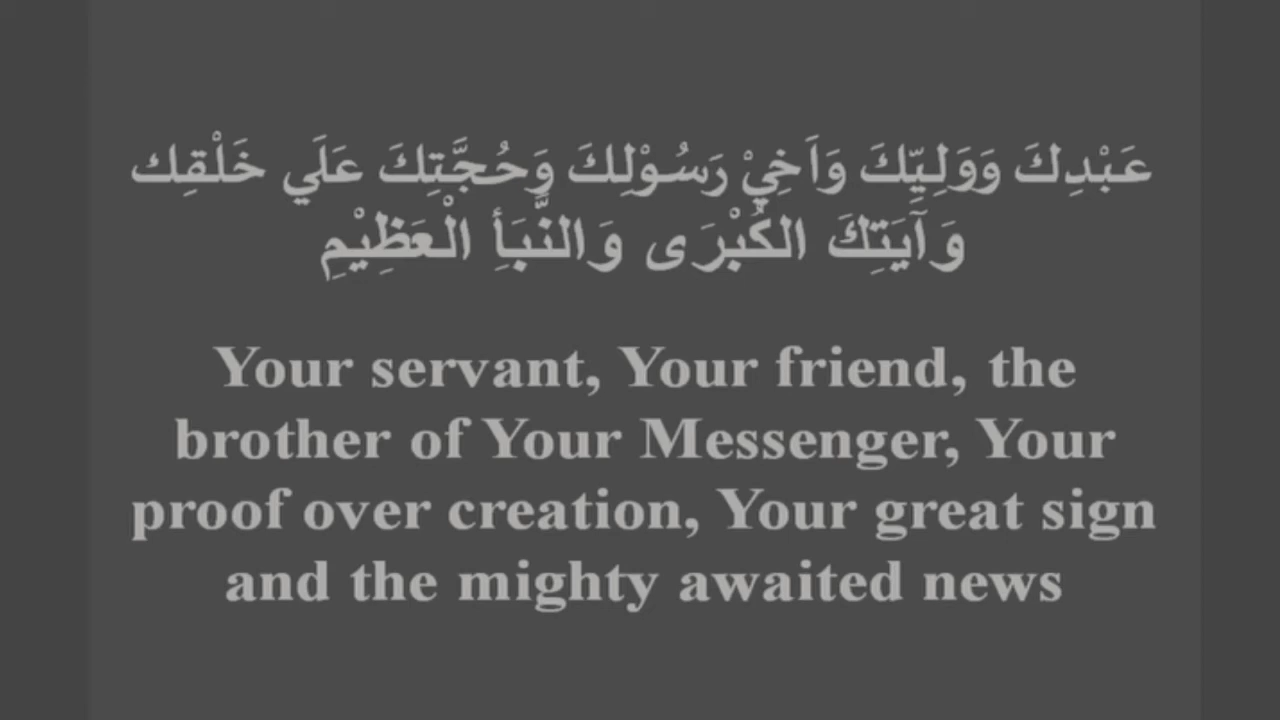 عَبْدِكَ وَوَلِيِّكَ وَاَخِيْ رَسُوْلِكَ وَحُجَّتِكَ عَلَي خَلْقِك
وَآيَتِكَ الكُبْرَى وَالنَّبَأِ الْعَظِيْمِ
Your servant, Your friend, the
brother of Your Messenger, Your
proof over creation, Your great sign
and the mighty awaited news